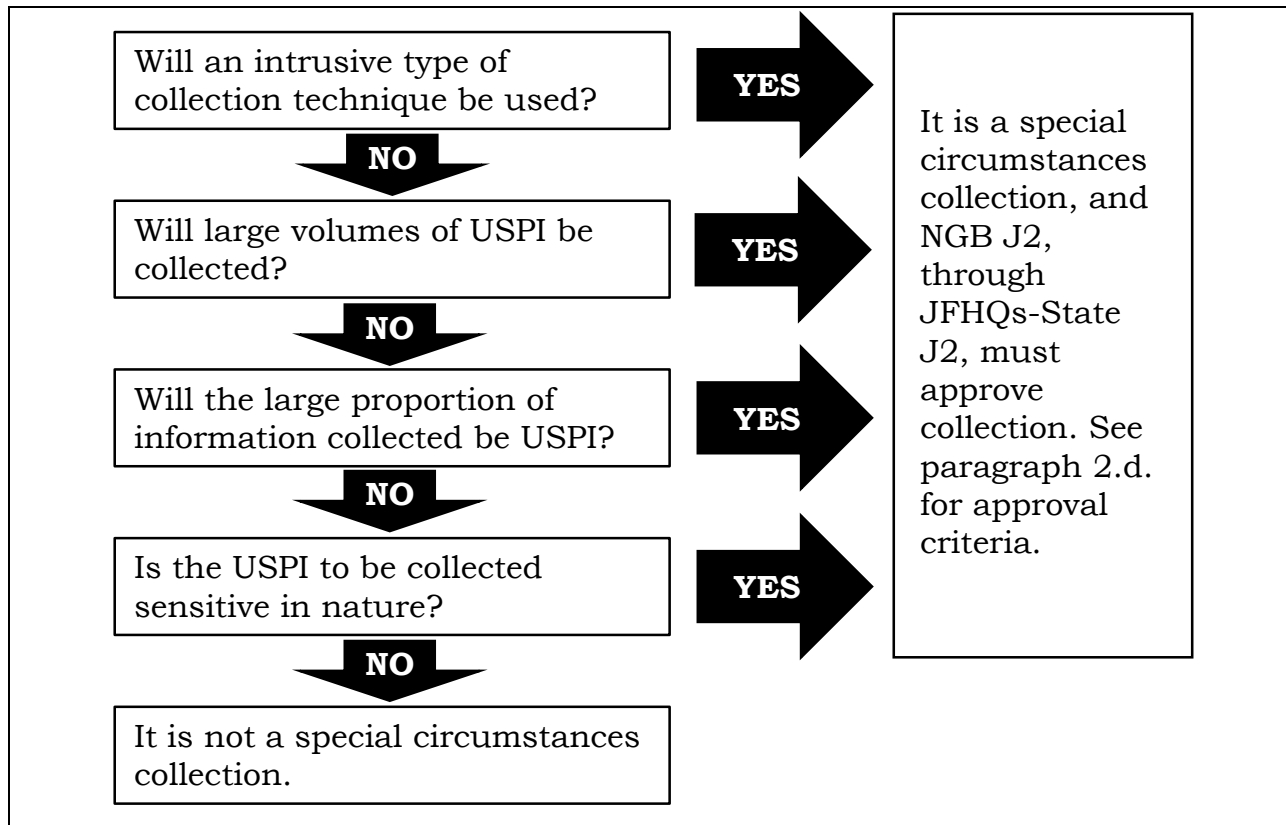 Will an intrusive type of
collection technique be used?
YES
NO
Will large volumes of USPI be
collected?
YES
NO
Will the large proportion of
information collected be USPI?
YES
NO
Is the USPI to be collected
sensitive in nature?
YES
NO
It is not a special circumstances
collection.
It is a special
circumstances
collection, and
NGB J2,
through
JFHQs-State
J2, must
approve
collection. See
paragraph 2.d.
for approval
criteria.